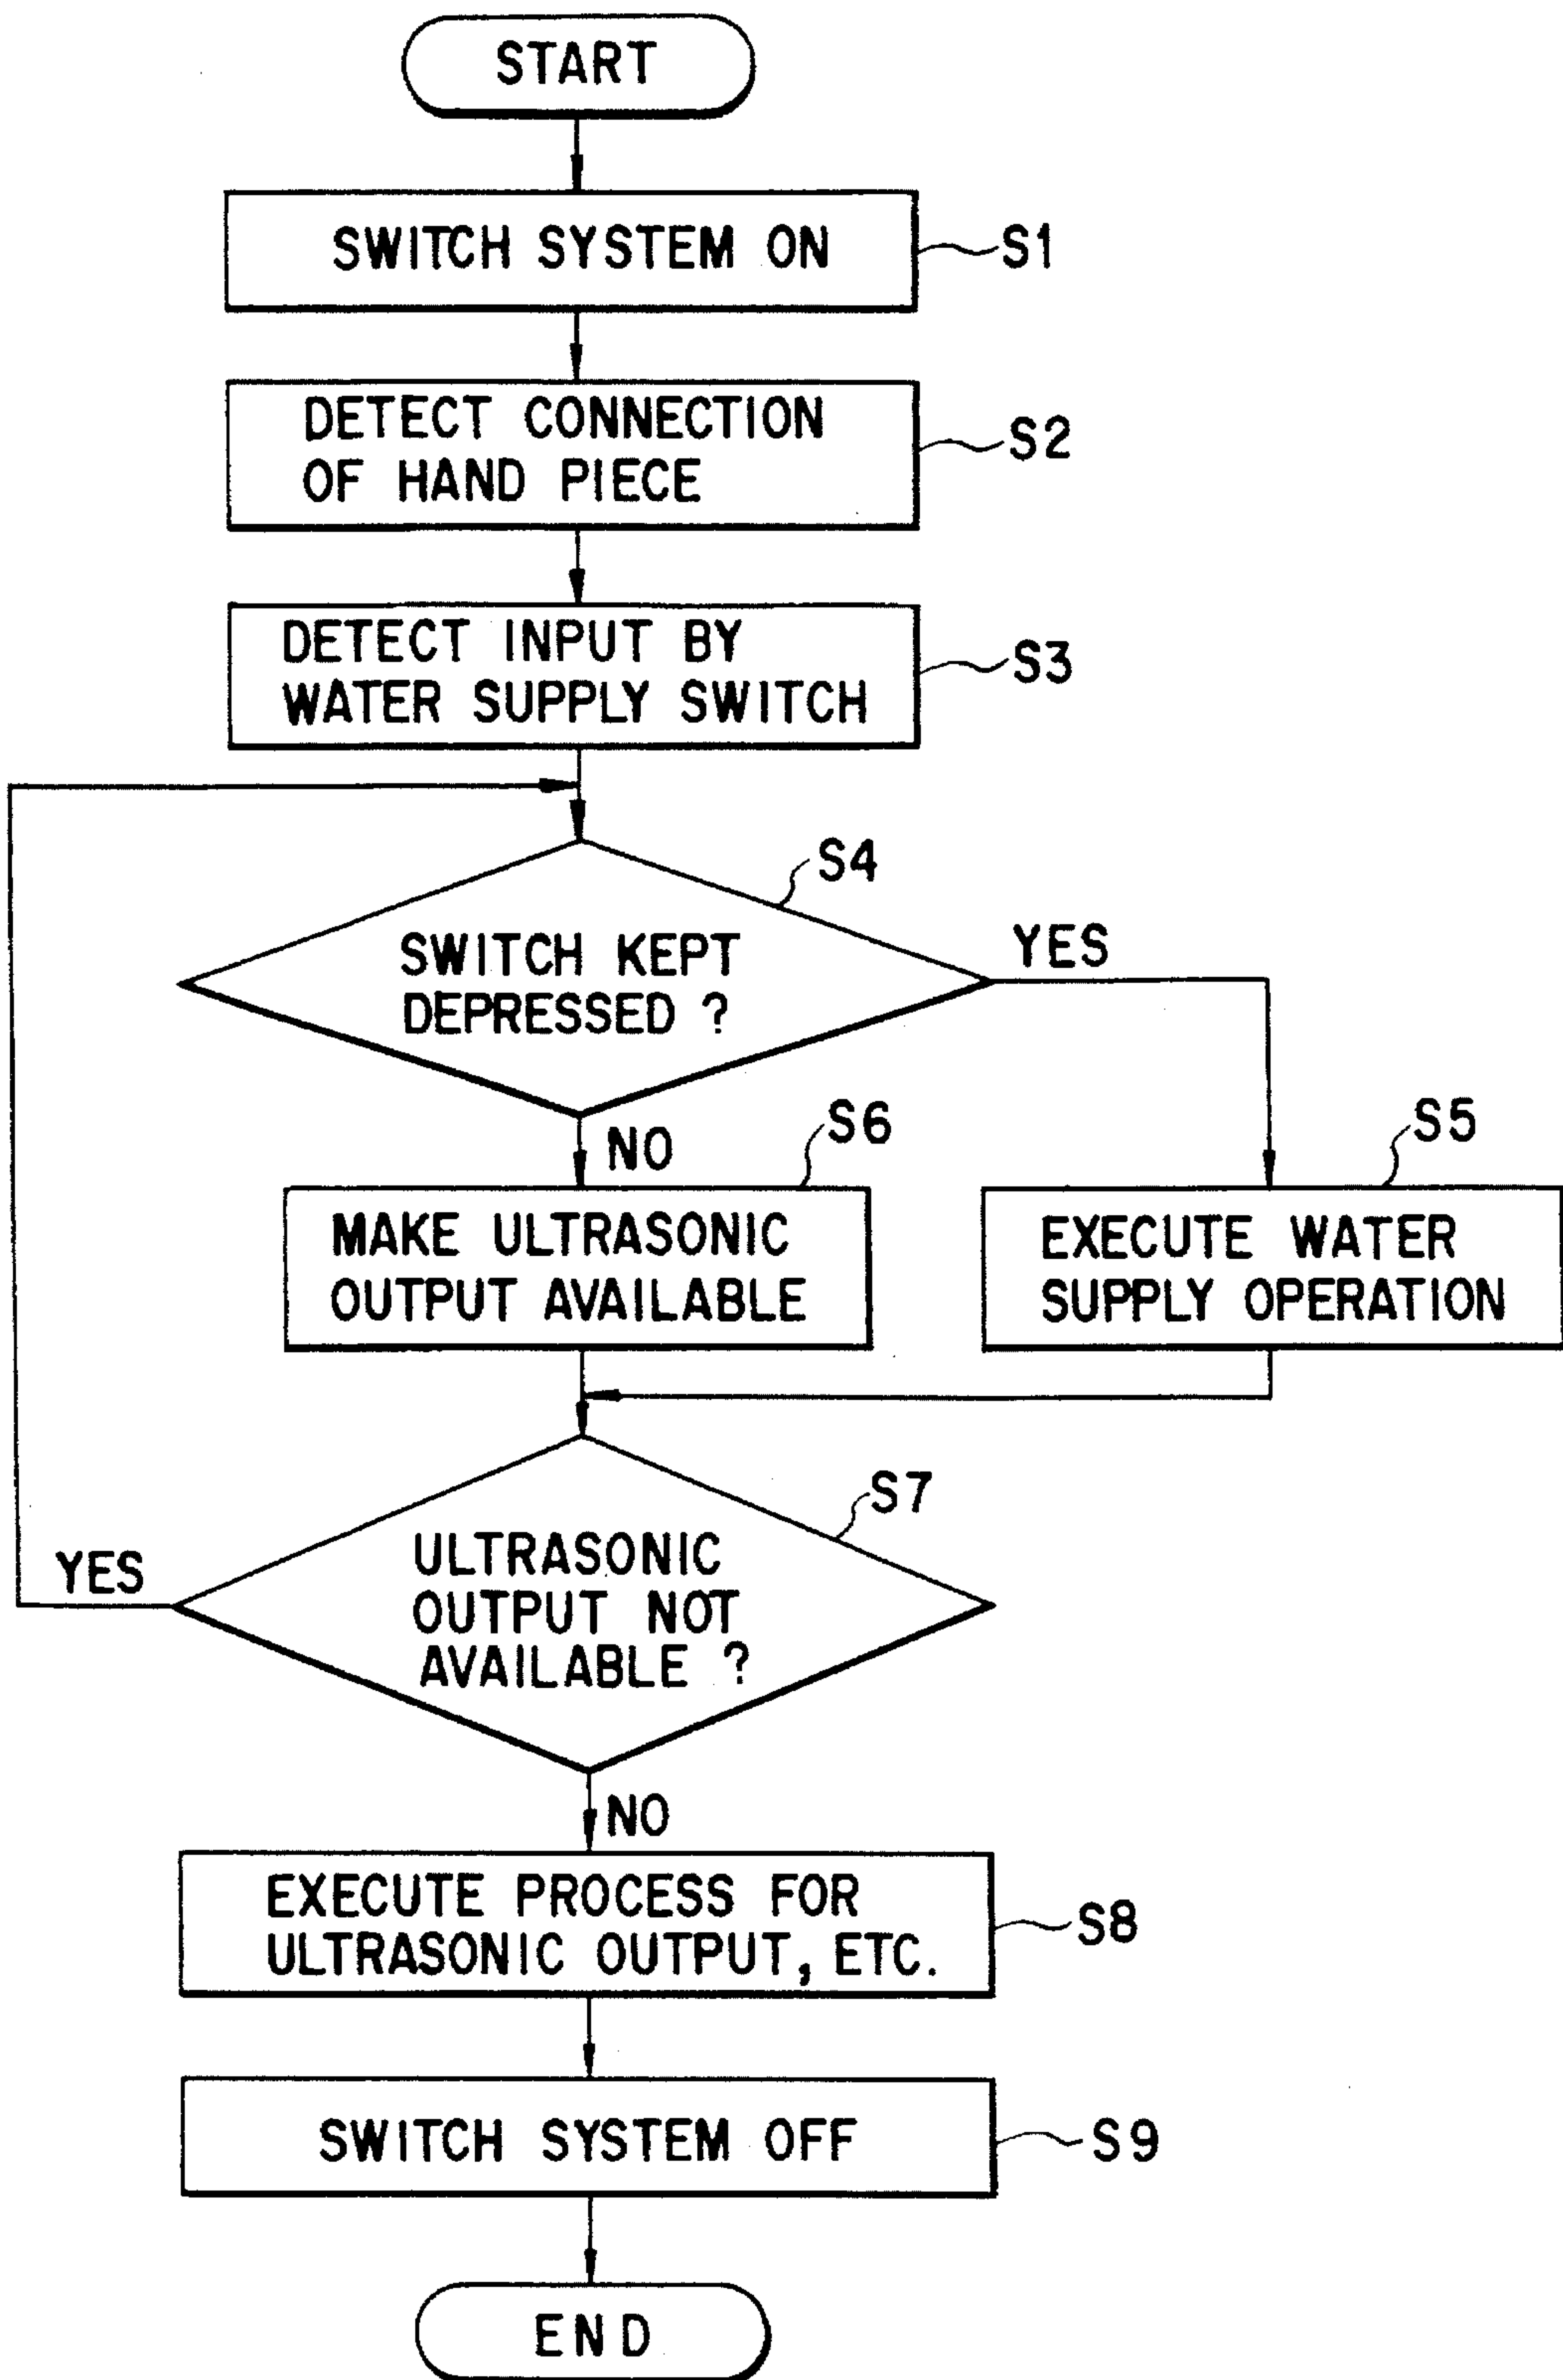 START
SWITCH SYSTEM ON
S1
DETECT CONNECTION
OF HAND PIECE
S2
DETECT INPUT BY
WATER SUPPLY SWITCH
S3
S4
SWITCH KEPT
DEPRESSED ?
YES
NO
S6
S5
MAKE ULTRASONIC
OUTPUT AVAILABLE
EXECUTE WATER
SUPPLY OPERATION
S7
ULTRASONIC
OUTPUT NOT
AVAILABLE ?
YES
NO
EXECUTE PROCESS FOR
ULTRASONIC OUTPUT, ETC.
S8
SWITCH SYSTEM OFF
S9
END